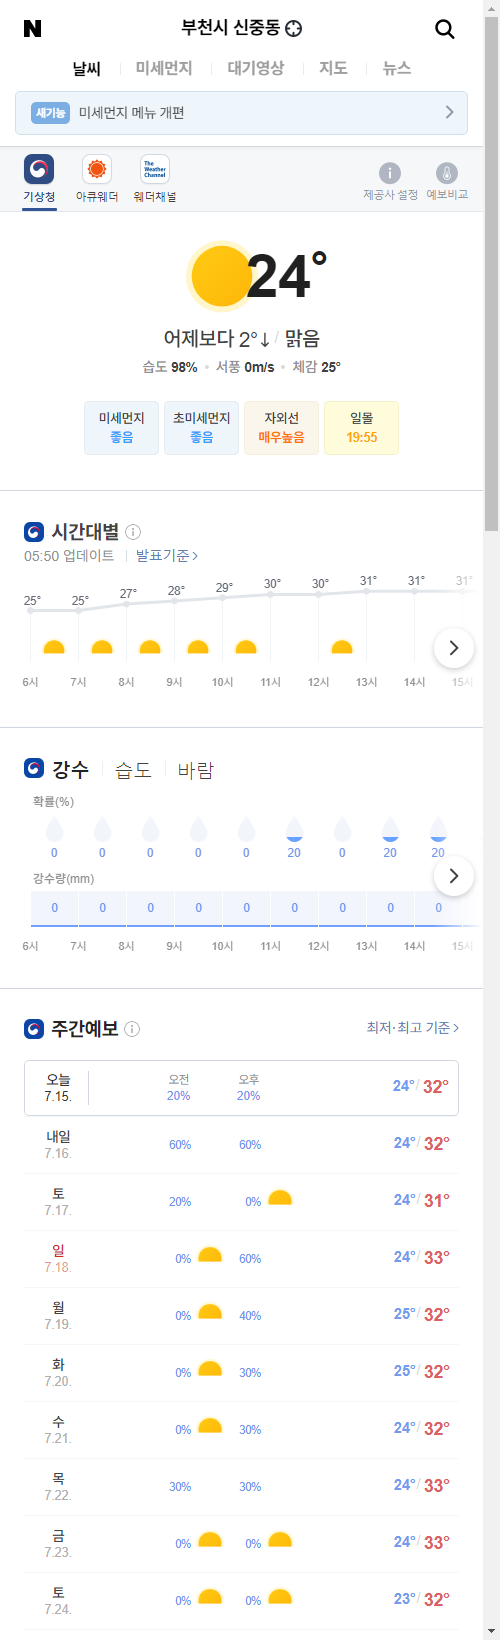 N
부천시 신중동
날씨 미세먼지 대기영상 지도 뉴스
새기능 미세먼지 메뉴 개편
The Weather Channel
기상청 아큐웨더 웨더채널 제공사 설정 예보비교
24°
어제보다 2°↓ / 맑음
습도 98% 서풍 0m/s 체감 25°
미세먼지 초미세먼지 자외선 일몰
좋음 좋음 매우높음 19:55
시간대별
05:50 업데이트 발표기준
25° 25° 27° 28° 29° 30° 30° 31° 31° 31°
6시 7시 8시 9시 10시 11시 12시 13시 14시 15시
강수 습도 바람
확률(%)
0 0 0 0 0 20 0 20 20
강수량(mm)
0 0 0 0 0 0 0 0 0
6시 7시 8시 9시 10시 11시 12시 13시 14시 15시
주간예보 최저·최고 기준
오늘 오전 오후
7.15. 20% 20% 24°/ 32°
내일
7.16. 60% 60% 24°/ 32°
토
7.17. 20% 0% 24°/ 31°
일
7.18. 0% 60% 24°/ 33°
월
7.19. 0% 40% 25°/ 32°
화
7.20. 0% 30% 25°/ 32°
수
7.21. 0% 30% 24°/ 32°
목
7.22. 30% 30% 24°/ 33°
금
7.23. 0% 0% 24°/ 33°
토
7.24. 0% 0% 23°/ 32°